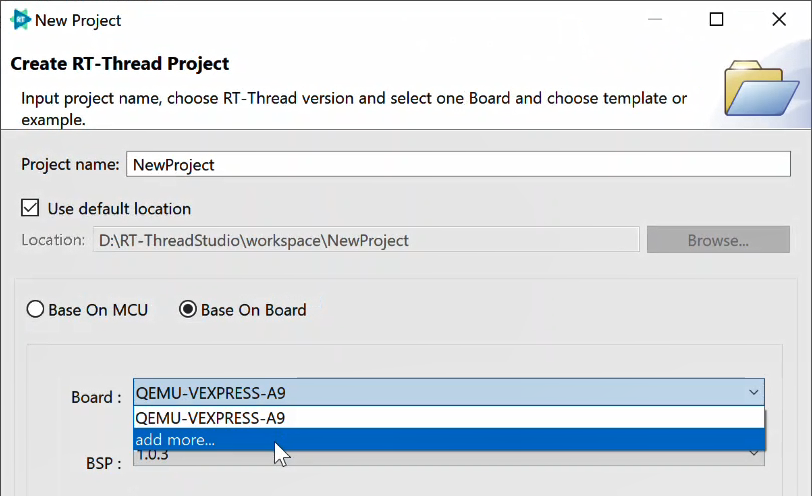 RT New Project
Create RT-Thread Project
Input project name, choose RT-Thread version and select one Board and choose template or
example.
Project name: NewProject
Use default location
Location: D:\RT-ThreadStudio\workspace\NewProject Browse...
Base On MCU Base On Board
Board : QEMU-VEXPRESS-A9
QEMU-VEXPRESS-A9
add more...
BSP : 1.0.3